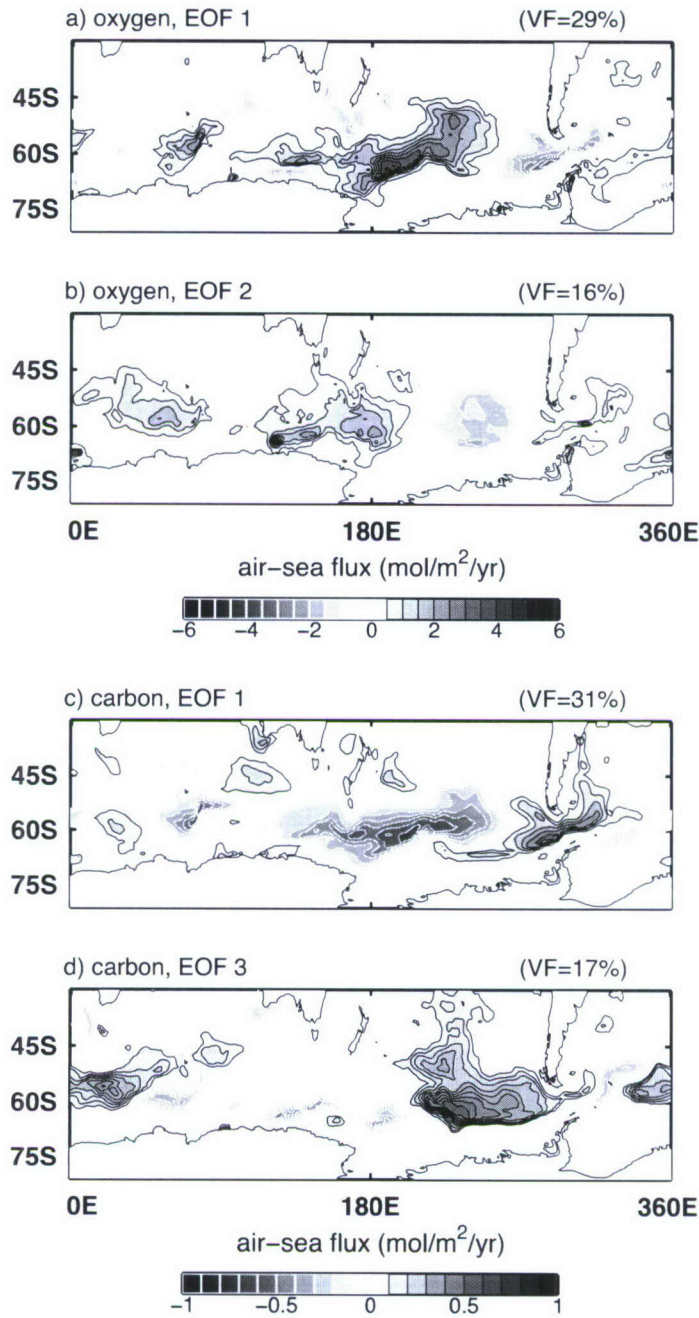 a) oxygen, EOF 1 (VF=29%)
45S
60S
75S
b) oxygen, EOF 2 (VF=16%)
45S
60S
75S
0E 180E 360E
air−sea flux (mol/m²/yr)
−6 −4 −2 0 2 4 6
c) carbon, EOF 1 (VF=31%)
45S
60S
75S
d) carbon, EOF 3 (VF=17%)
45S
60S
75S
0E 180E 360E
air−sea flux (mol/m²/yr)
−1 −0.5 0 0.5 1